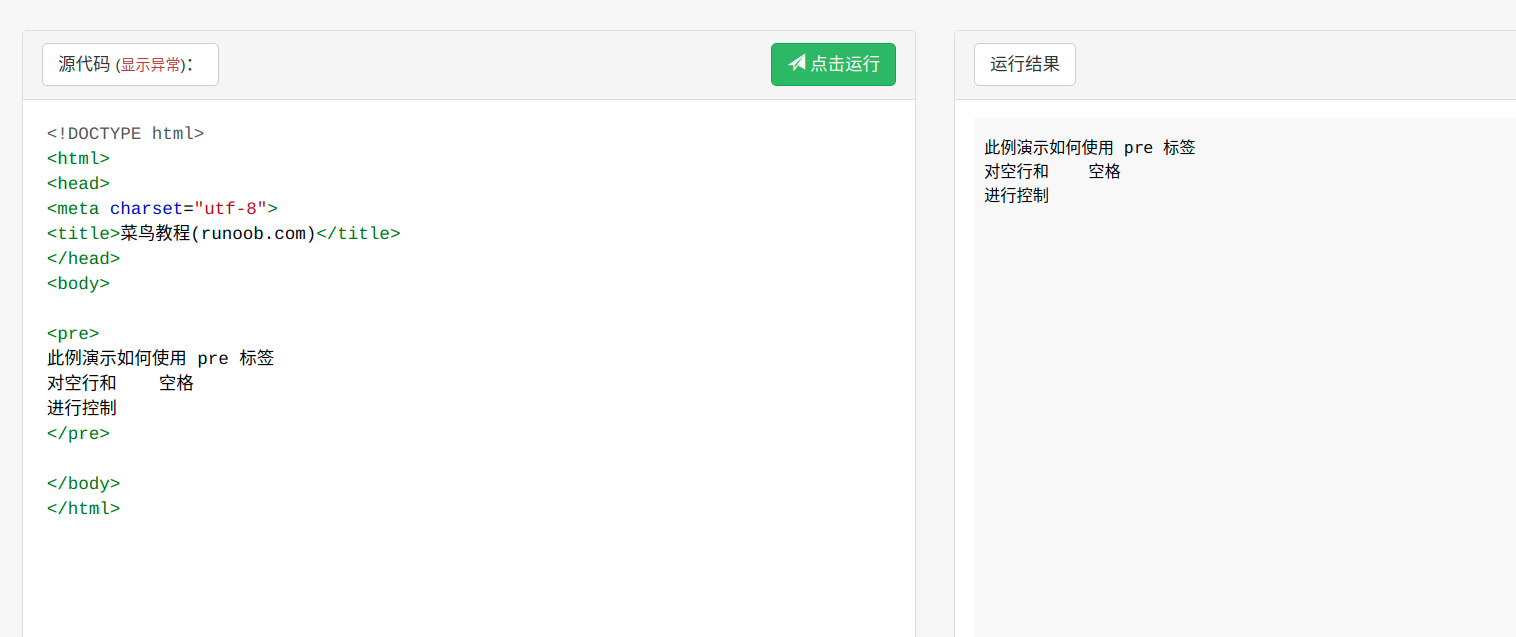 源代码 (显示异常)：
点击运行
<!DOCTYPE html>
<html>
<head>
<meta charset="utf-8">
<title>菜鸟教程(runoob.com)</title>
</head>
<body>
<pre>
此例演示如何使用 pre 标签
对空行和    空格
进行控制
</pre>
</body>
</html>
运行结果
此例演示如何使用 pre 标签
对空行和    空格
进行控制